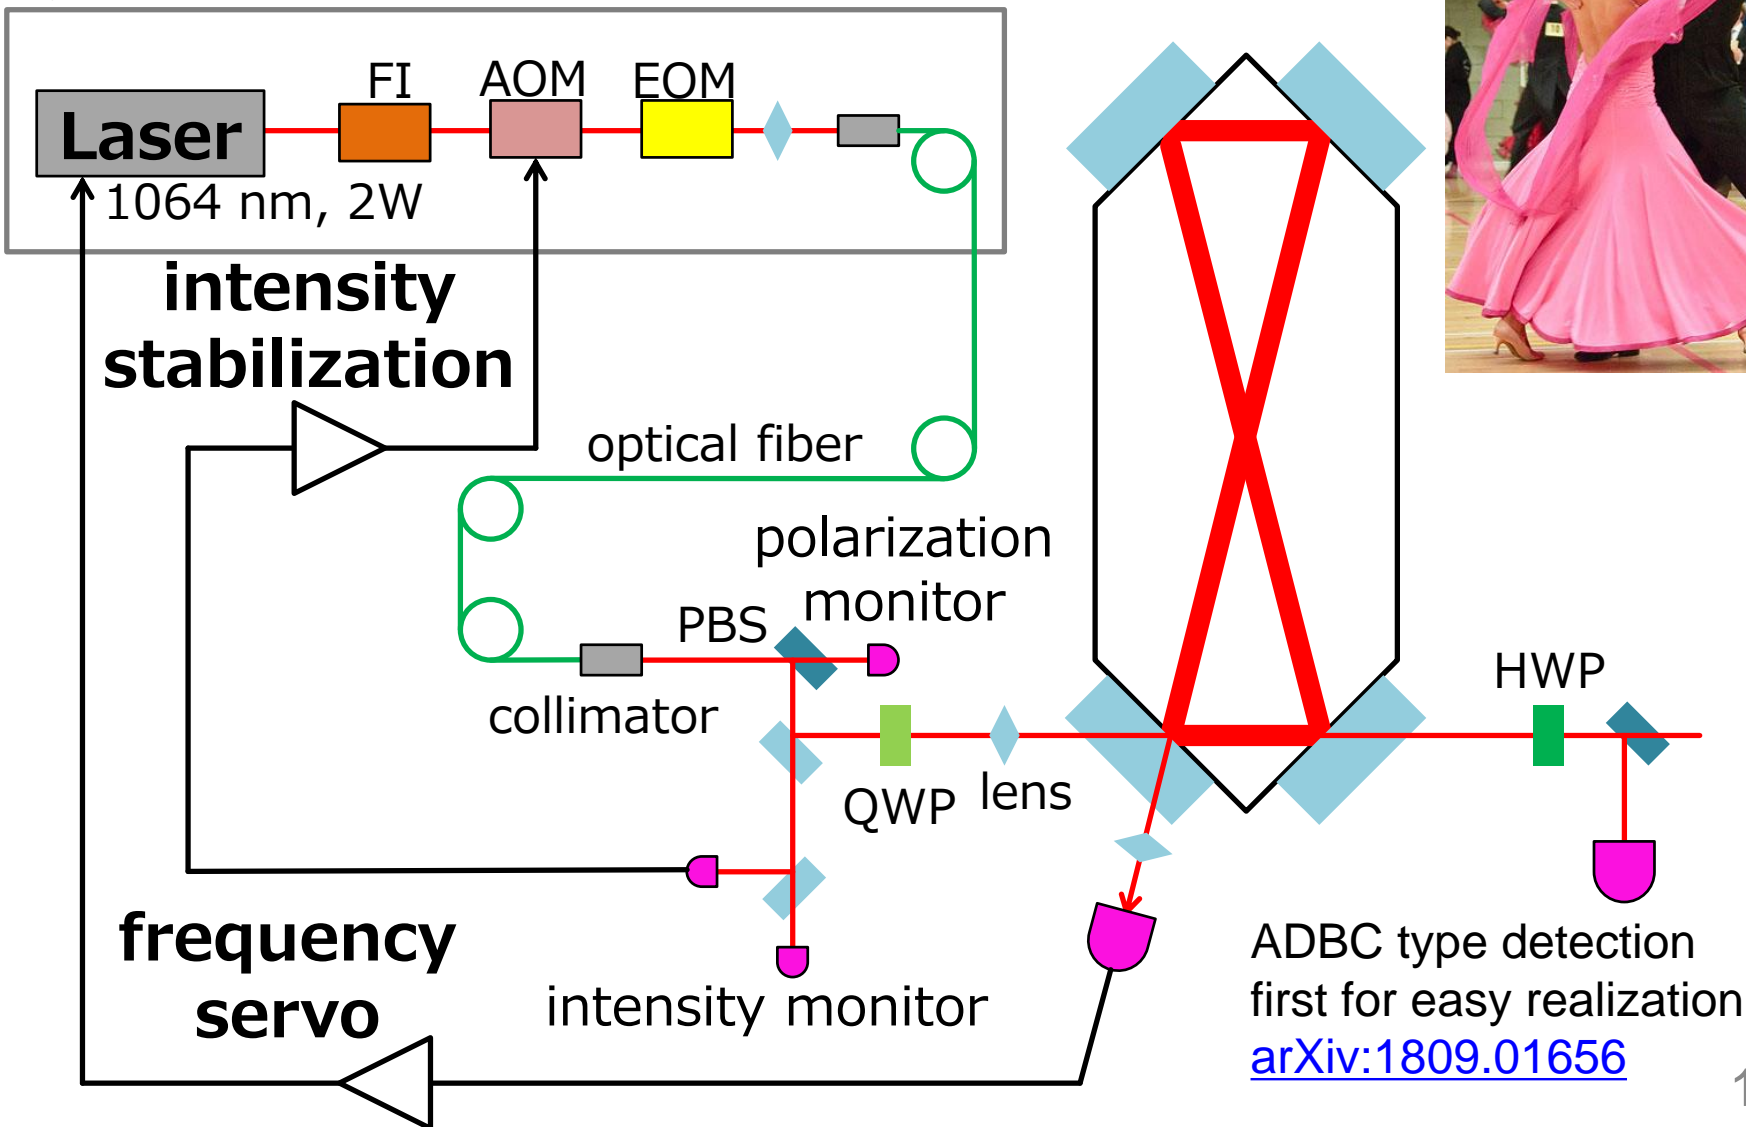 FI
AOM
EOM
Laser
1064 nm, 2W
intensity
stabilization
optical fiber
polarization
monitor
PBS
collimator
HWP
QWP
lens
frequency
servo
intensity monitor
ADBC type detection
first for easy realization
arXiv:1809.01656